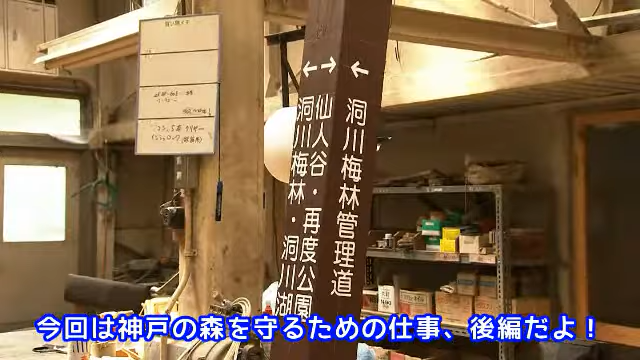 ←→
←
洞川梅林管理道
仙人谷・再度公園
洞川梅林・洞川湖
今回は神戸の森を守るための仕事、後編だよ！